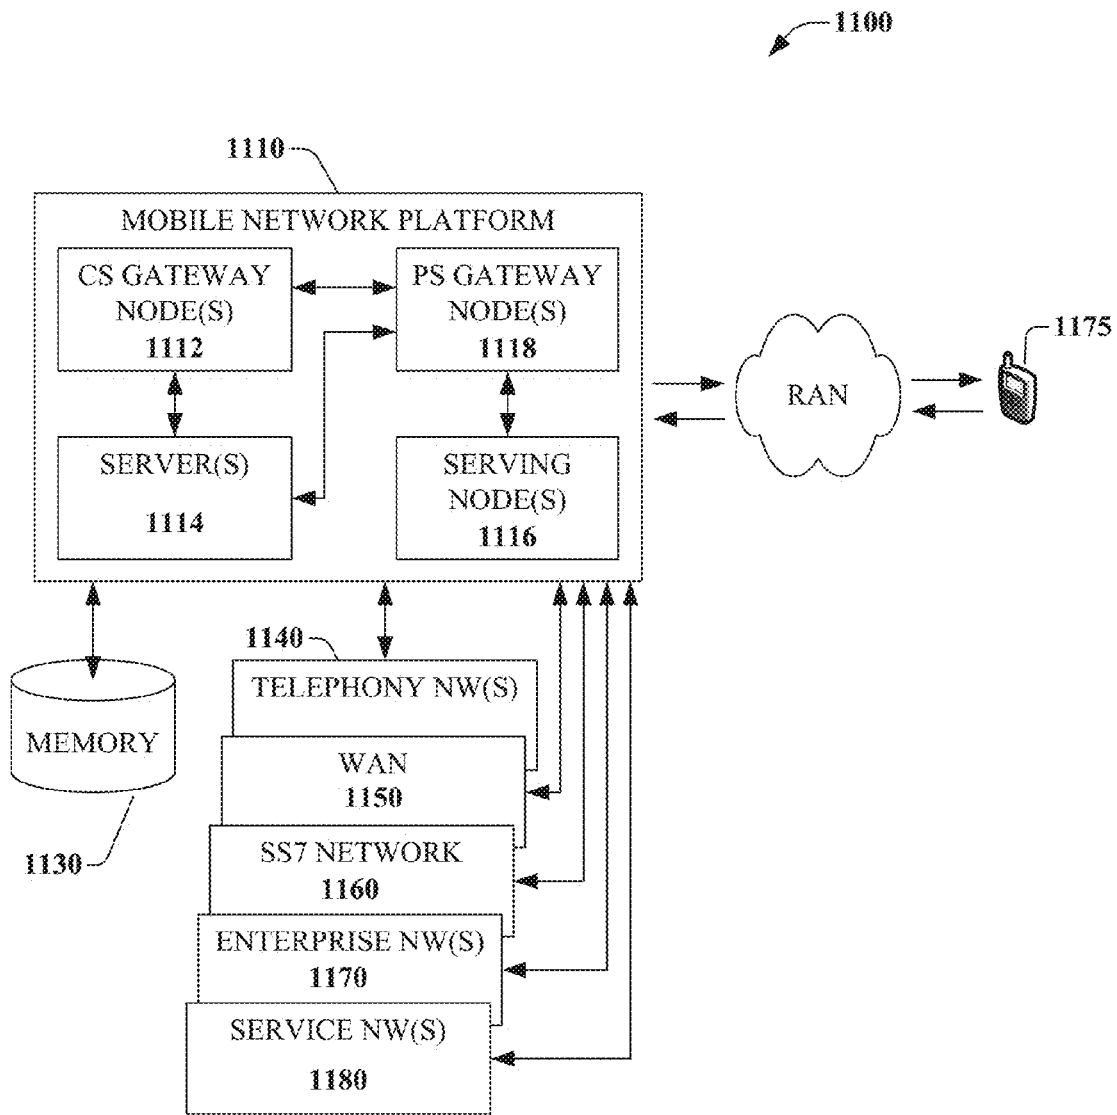 1100
1110
MOBILE NETWORK PLATFORM
CS GATEWAY
NODE(S)
1112
PS GATEWAY
NODE(S)
1118
SERVER(S)
1114
SERVING
NODE(S)
1116
RAN
1175
1140
TELEPHONY NW(S)
MEMORY
1130
WAN
1150
SS7 NETWORK
1160
ENTERPRISE NW(S)
1170
SERVICE NW(S)
1180